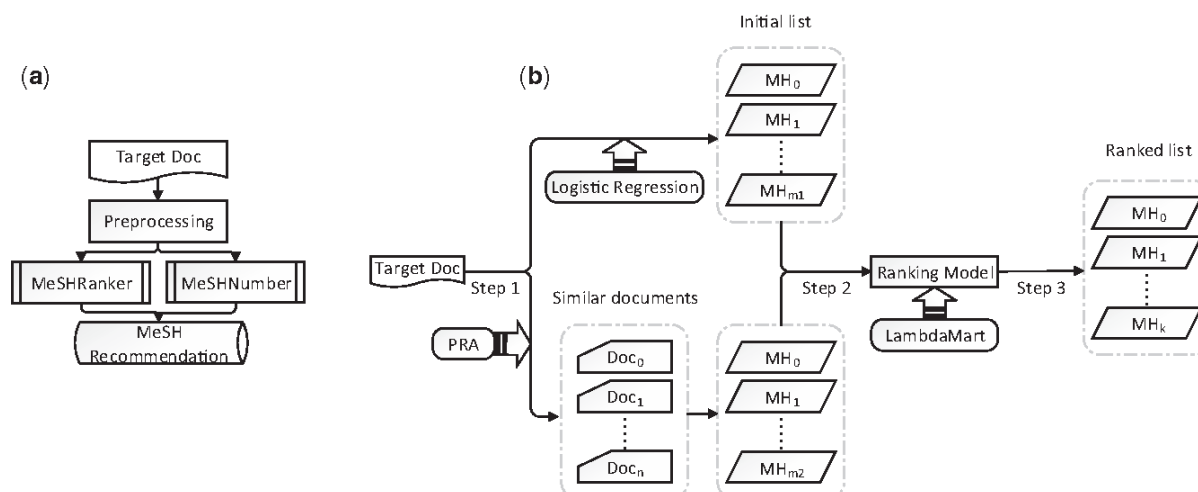 (a)
Target Doc
Preprocessing
MeSHRanker
MeSHNumber
MeSH
Recommendation
(b)
Initial list
MH₀
MH₁
MHₘ₁
Logistic Regression
Target Doc
Step 1
PRA
Similar documents
Doc₀
Doc₁
Docₙ
MH₀
MH₁
MHₘ₂
Step 2
Ranking Model
LambdaMart
Step 3
Ranked list
MH₀
MH₁
MHₖ